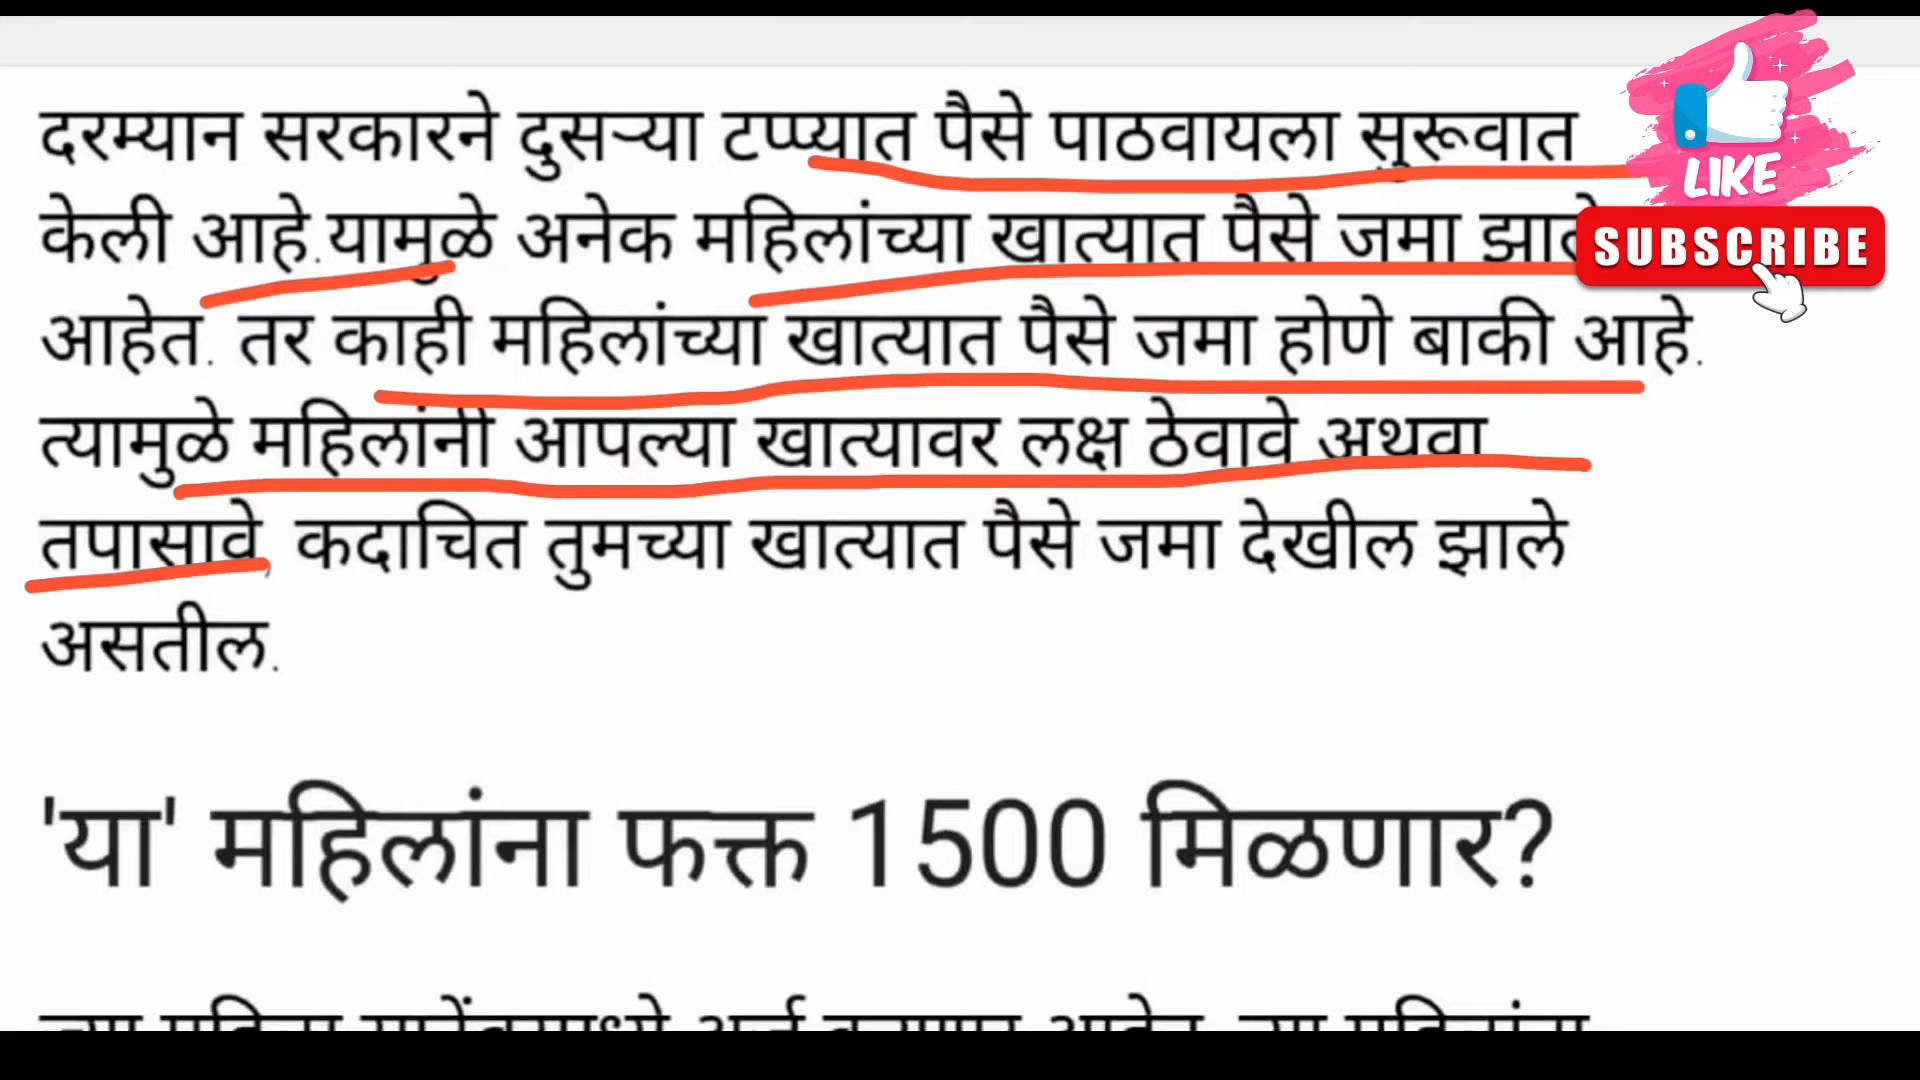 दरम्यान सरकारने दुसऱ्या टप्प्यात पैसे पाठवायला सुरूवात
केली आहे.यामुळे अनेक महिलांच्या खात्यात पैसे जमा
आहेत. तर काही महिलांच्या खात्यात पैसे जमा होणे बाकी आहे.
त्यामुळे महिलांनी आपल्या खात्यावर लक्ष ठेवावे अथवा
तपासावे, कदाचित तुमच्या खात्यात पैसे जमा देखील झाले
असतील.
'या' महिलांना फक्त 1500 मिळणार?
LIKE
SUBSCRIBE